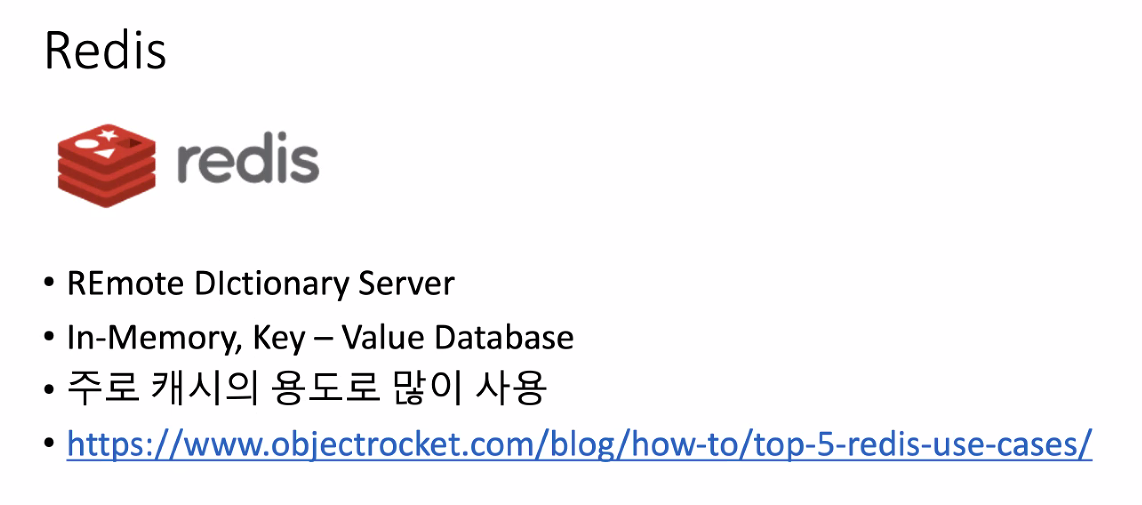 Redis
redis
• REmote DIctionary Server
• In-Memory, Key – Value Database
• 주로 캐시의 용도로 많이 사용
• https://www.objectrocket.com/blog/how-to/top-5-redis-use-cases/